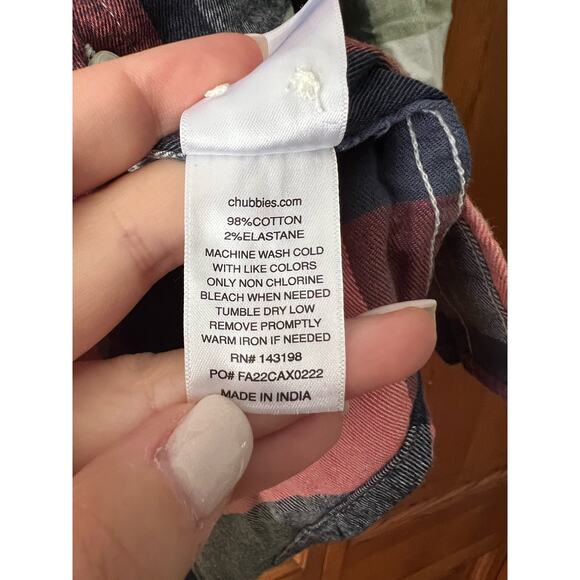 chubbies.com
98%COTTON
2%ELASTANE
MACHINE WASH COLD
WITH LIKE COLORS
ONLY NON CHLORINE
BLEACH WHEN NEEDED
TUMBLE DRY LOW
REMOVE PROMPTLY
WARM IRON IF NEEDED
RN# 143198
PO# FA22CAX0222
MADE IN INDIA